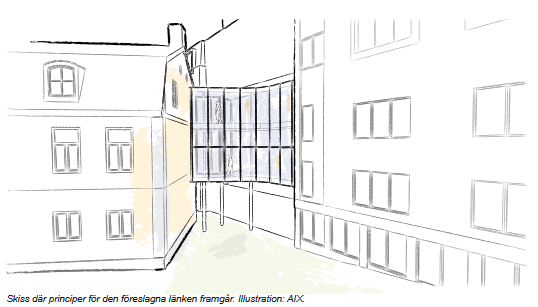 Skiss där principer för den föreslagna länken framgår. Illustration: AIX.